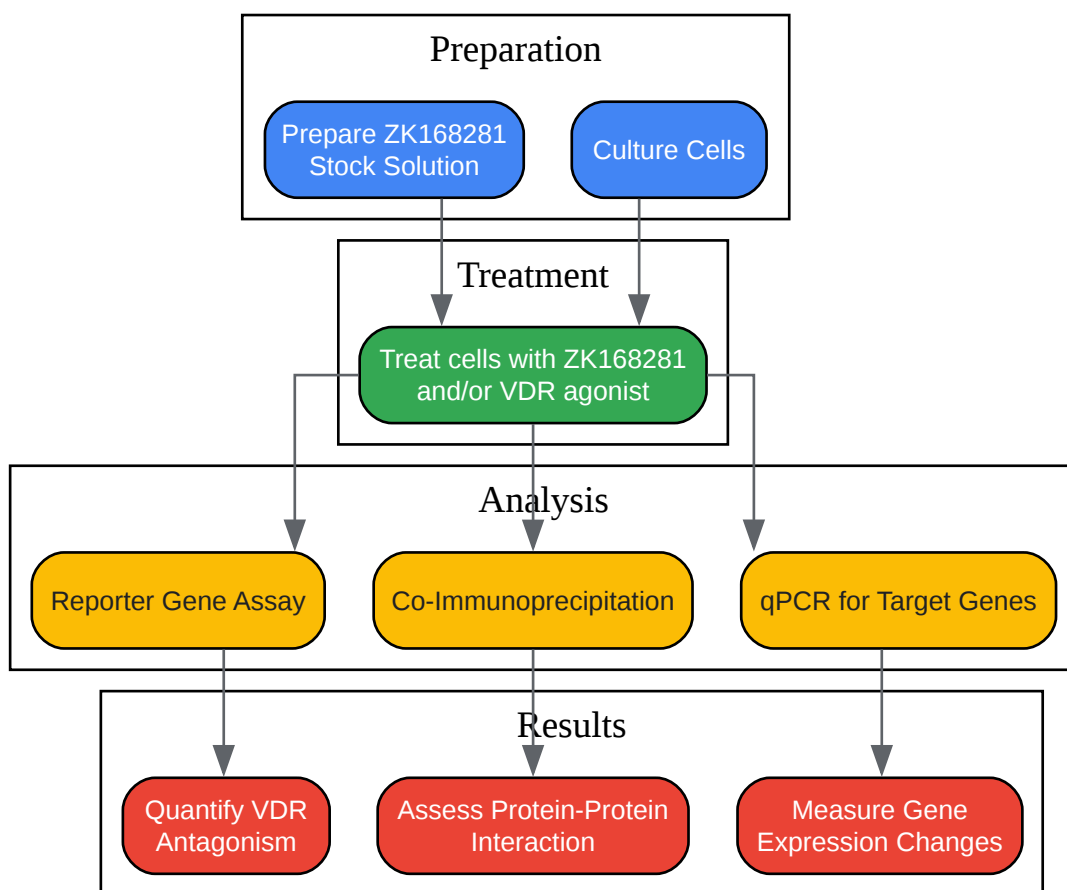 Preparation
Prepare ZK168281
Stock Solution
Culture Cells
Treatment
Treat cells with ZK168281
and/or VDR agonist
Analysis
Reporter Gene Assay
Co-Immunoprecipitation
qPCR for Target Genes
Results
Quantify VDR
Antagonism
Assess Protein-Protein
Interaction
Measure Gene
Expression Changes